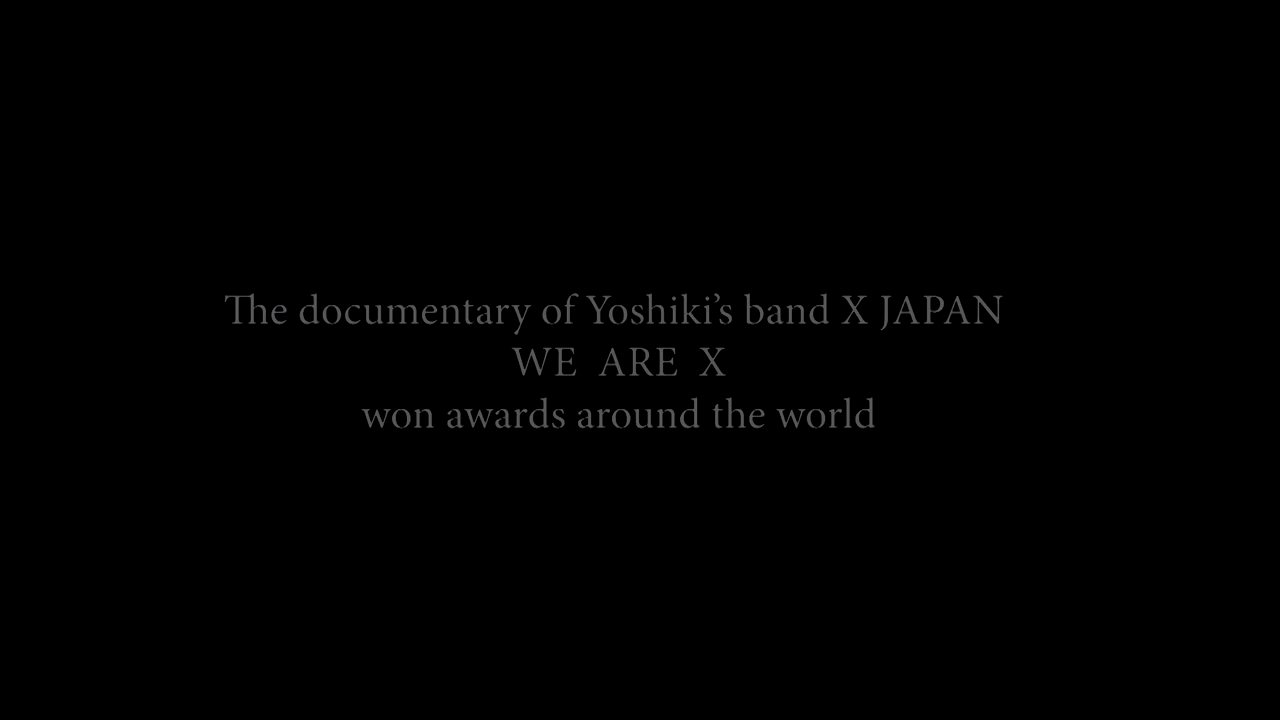 The documentary of Yoshiki’s band X JAPAN
WE ARE X
won awards around the world